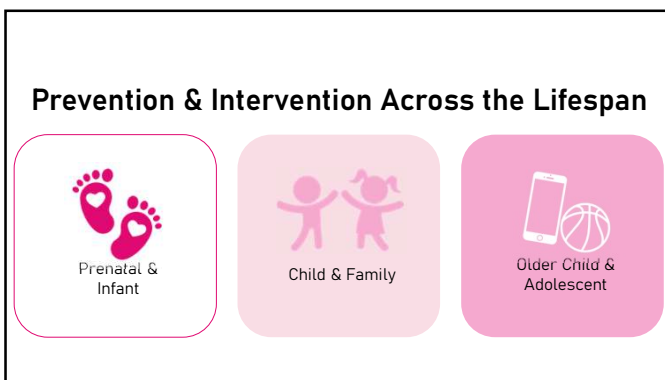 Prevention & Intervention Across the Lifespan
Prenatal &
Infant
Child & Family
Older Child &
Adolescent